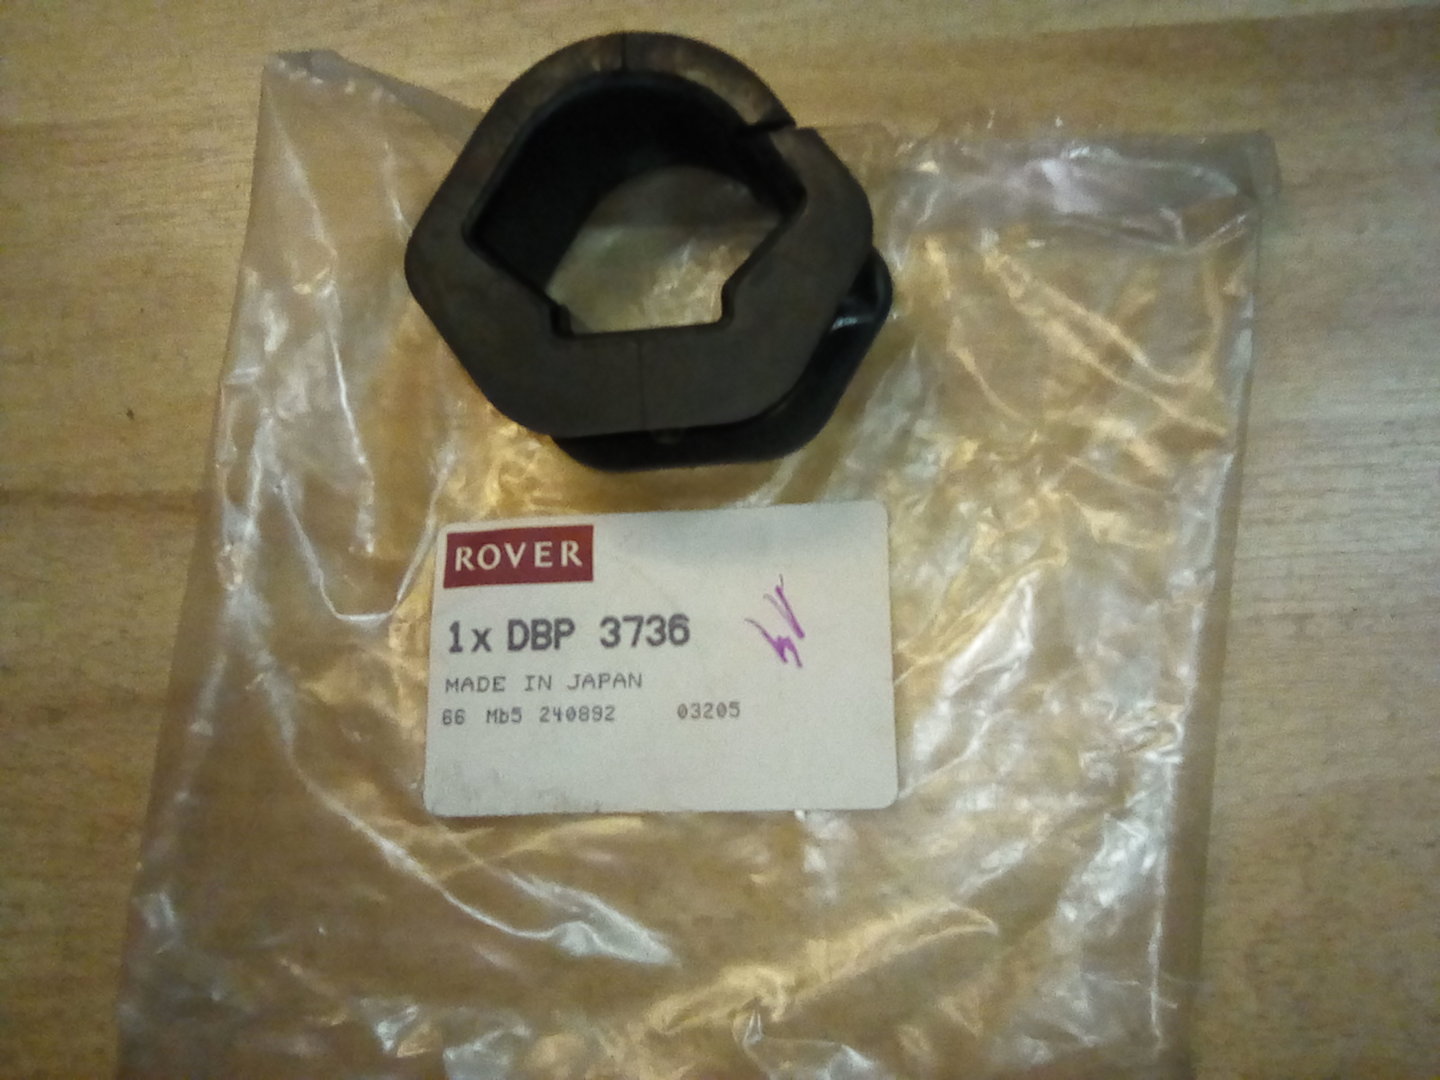 ROVER
1x DBP 3736
MADE IN JAPAN
66 Mb5 240892 03205